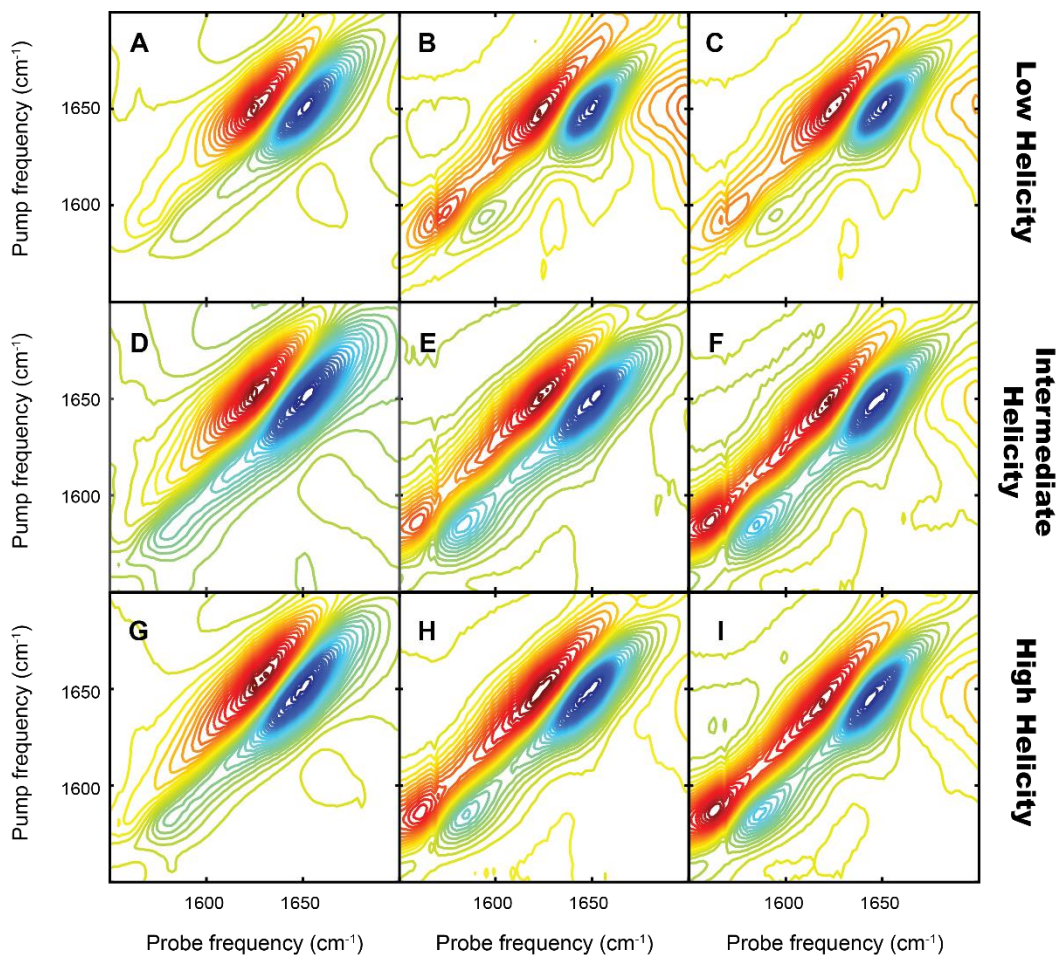 A
B
C
Pump frequency (cm⁻¹)
1650
1600
Low Helicity
D
E
F
Pump frequency (cm⁻¹)
1650
1600
Intermediate
Helicity
G
H
I
Pump frequency (cm⁻¹)
1650
1600
High Helicity
1600 1650 1600 1650 1600 1650
Probe frequency (cm⁻¹) Probe frequency (cm⁻¹) Probe frequency (cm⁻¹)